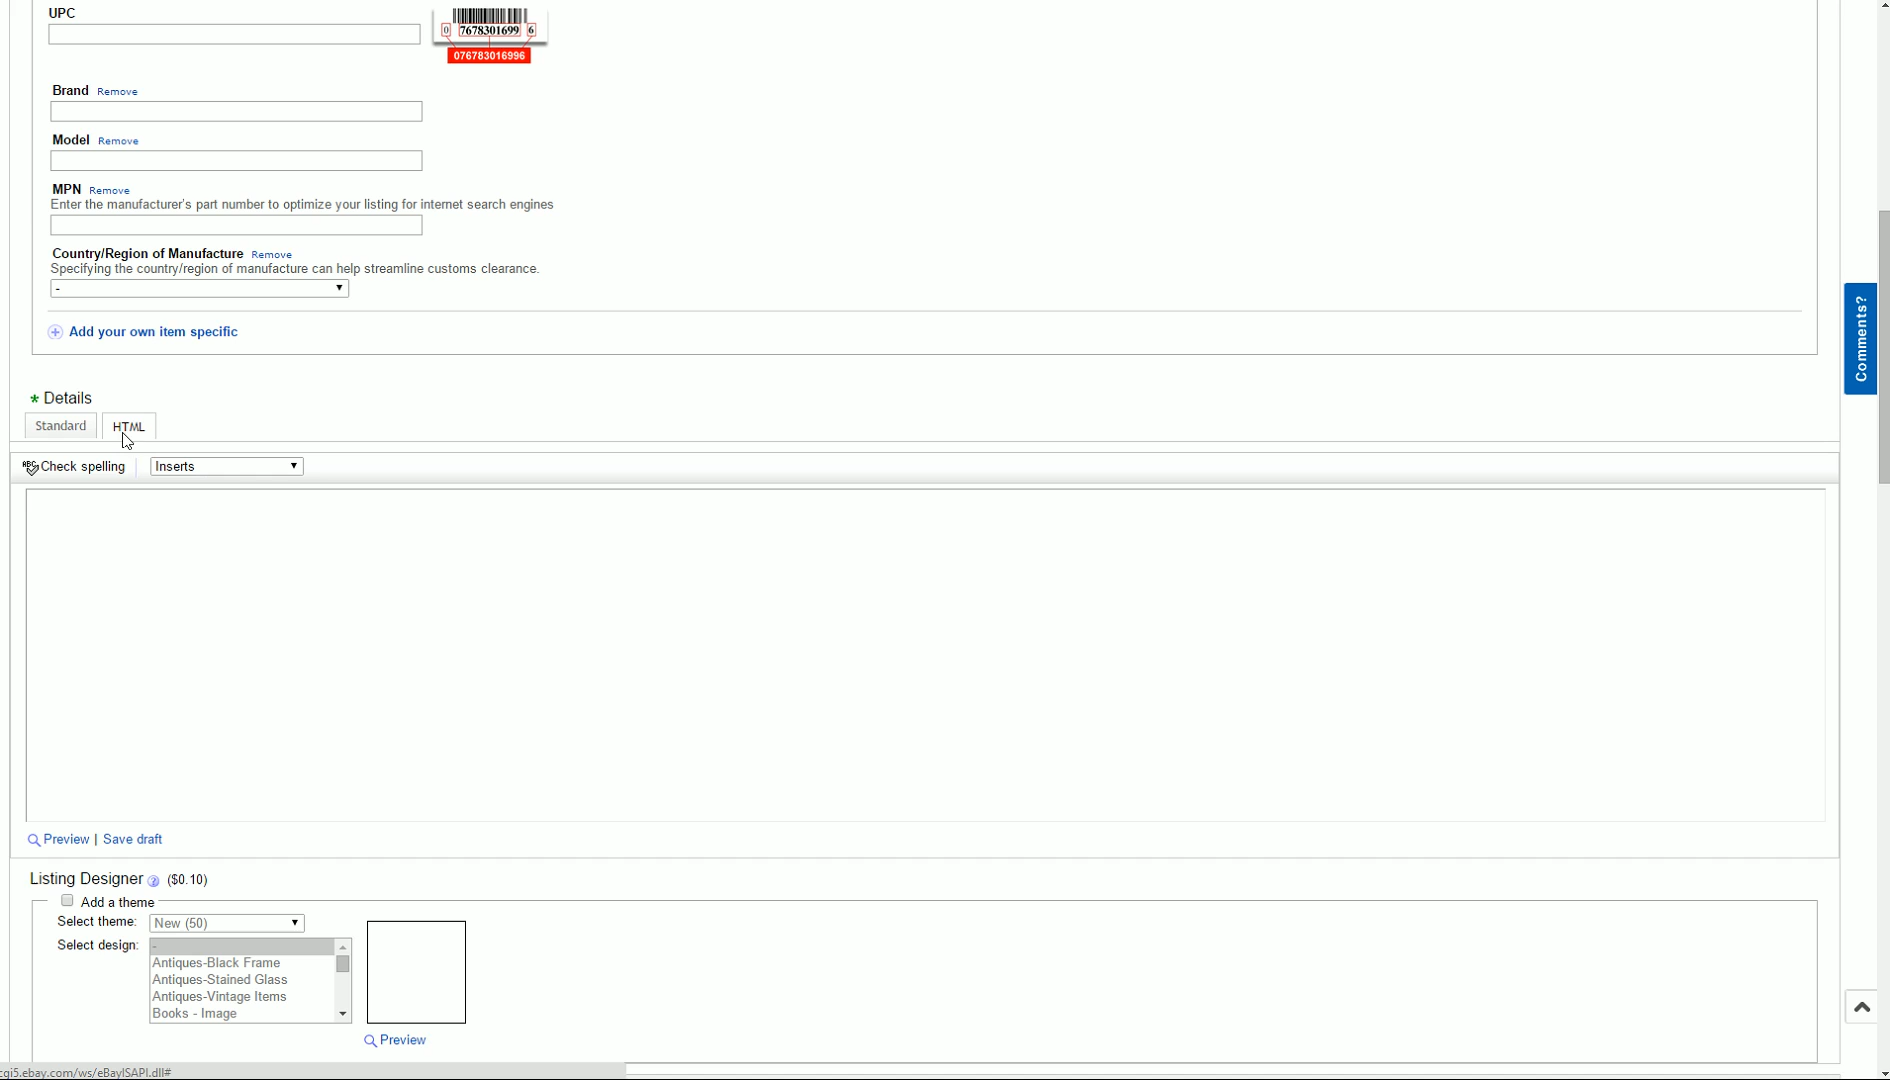 UPC
0 7678301699 6
076783016996
Brand Remove
Model Remove
MPN Remove
Enter the manufacturer's part number to optimize your listing for internet search engines
Country/Region of Manufacture Remove
Specifying the country/region of manufacture can help streamline customs clearance.
-
Add your own item specific
Comments?
* Details
Standard HTML
ABC Check spelling Inserts
Preview | Save draft
Listing Designer ? ($0.10)
Add a theme
Select theme: New (50)
Select design: -
Antiques-Black Frame
Antiques-Stained Glass
Antiques-Vintage Items
Books - Image
Preview
cgi5.ebay.com/ws/eBayISAPI.dll#